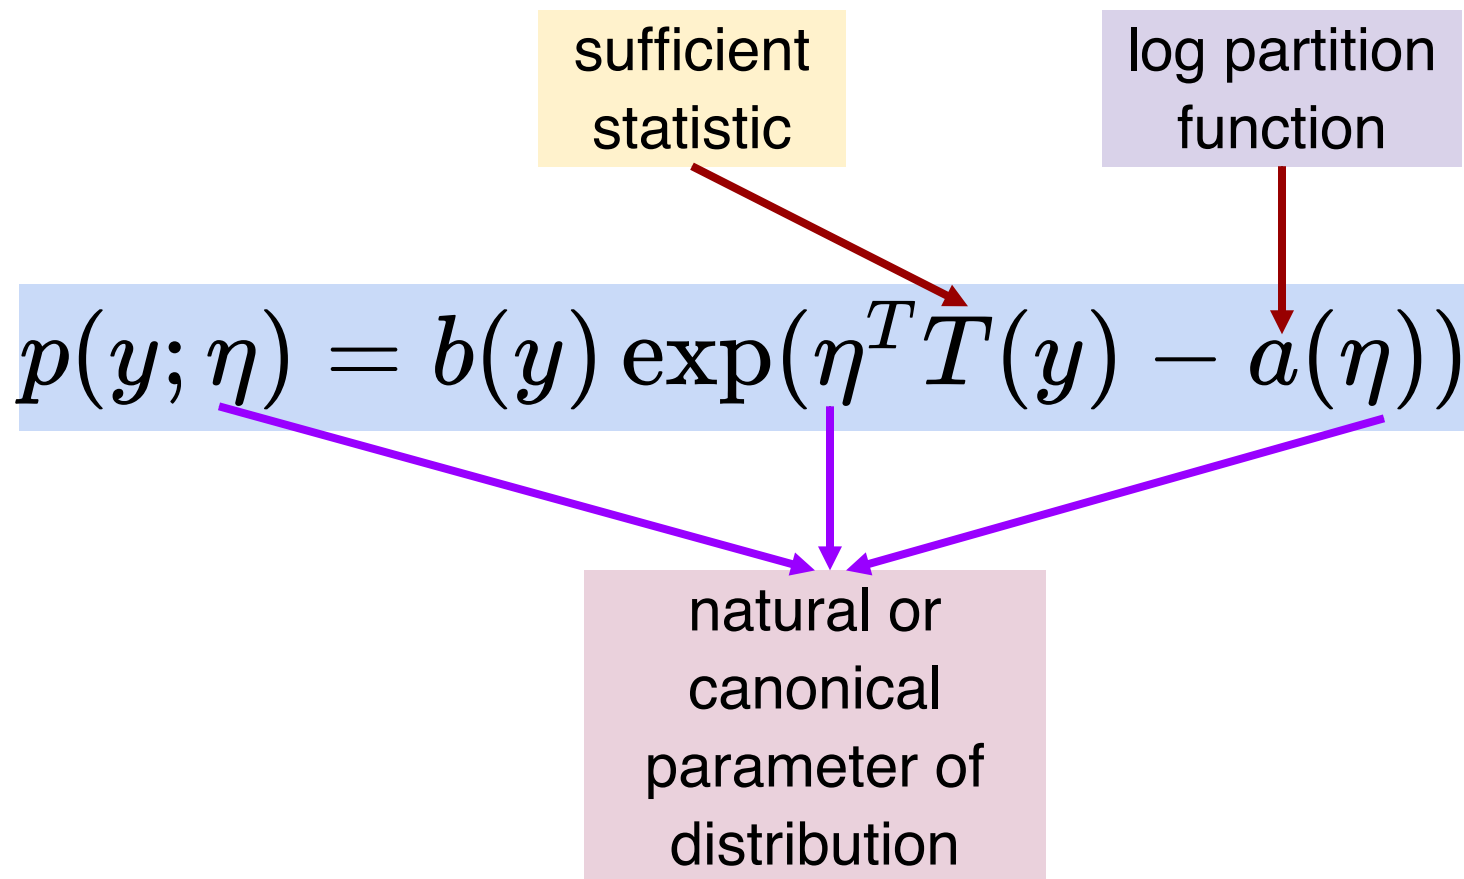 sufficient
statistic
log partition
function
p(y; η) = b(y) exp(η^T T(y) − a(η))
natural or
canonical
parameter of
distribution